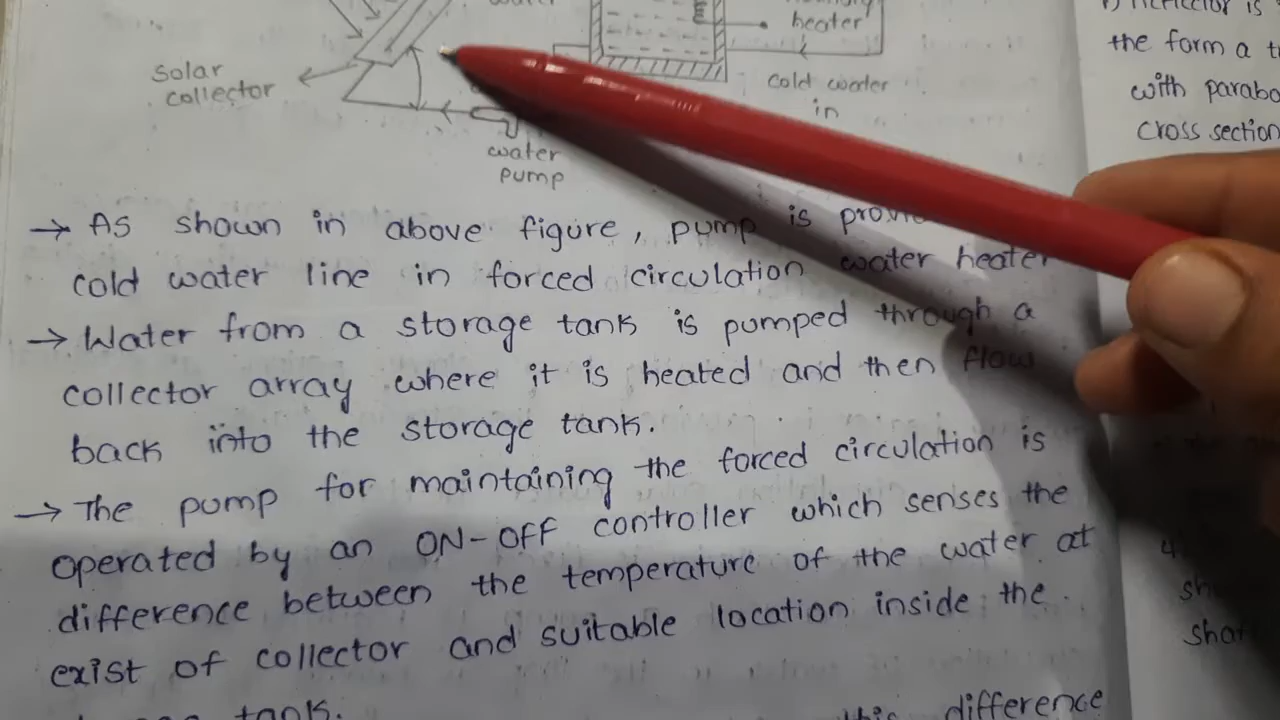 heater
Solar
collector
cold water
in
water
pump
→ As shown in above figure, pump is
cold water line in forced circulation water heater
→ Water from a storage tank is pumped through a
collector array where it is heated and then flow
back into the storage tank.
→ The pump for maintaining the forced circulation is
operated by an ON-OFF controller which senses the
difference between the temperature of the water at
exist of collector and suitable location inside the
tank.
this difference
is
the form a
with
cross section
4